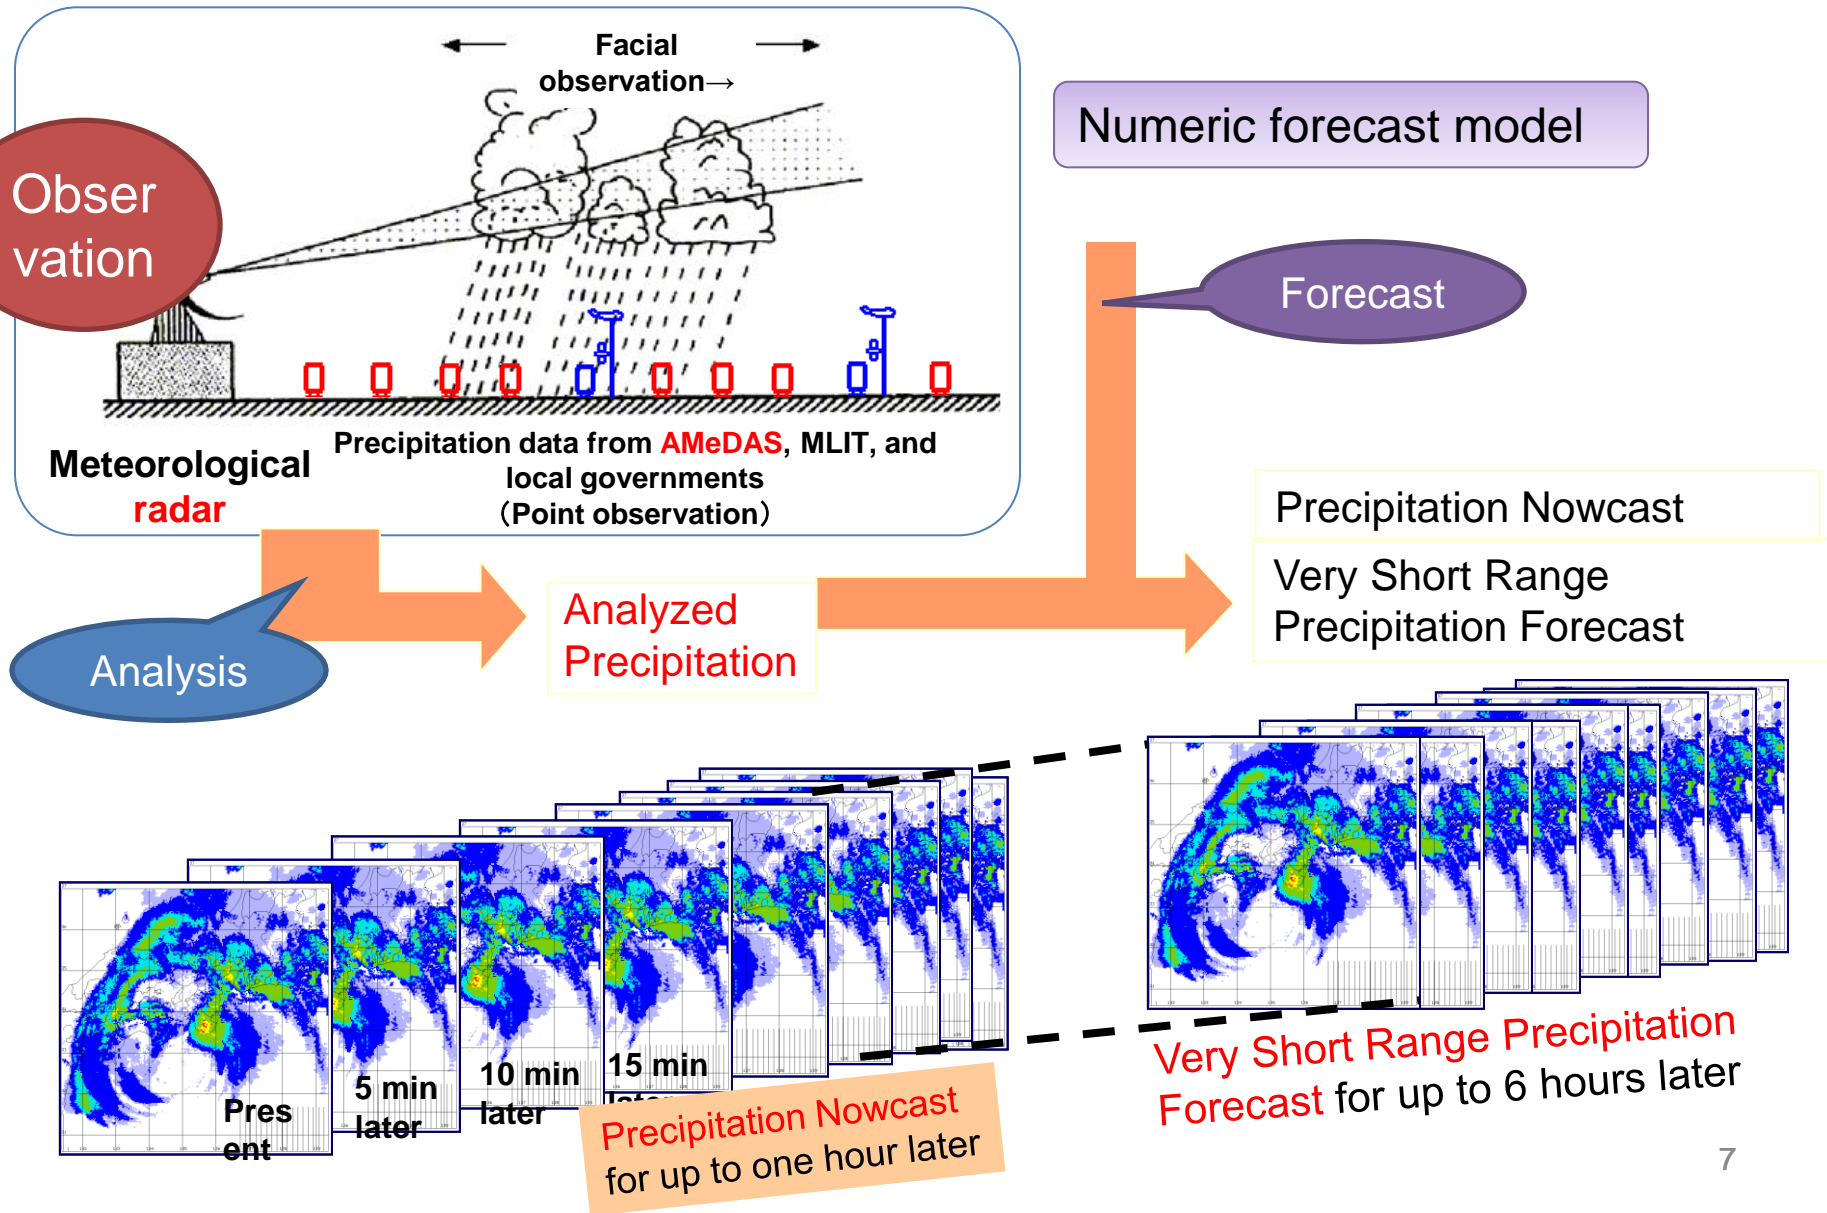 Facial
observation→
Numeric forecast model
Obser
vation
Forecast
Meteorological
radar
Precipitation data from AMeDAS, MLIT, and
local governments
（Point observation）
Precipitation Nowcast
Very Short Range
Precipitation Forecast
Analyzed
Precipitation
Analysis
Pres
ent
5 min
later
10 min
later
15 min
later
Precipitation Nowcast
for up to one hour later
Very Short Range Precipitation
Forecast for up to 6 hours later
7